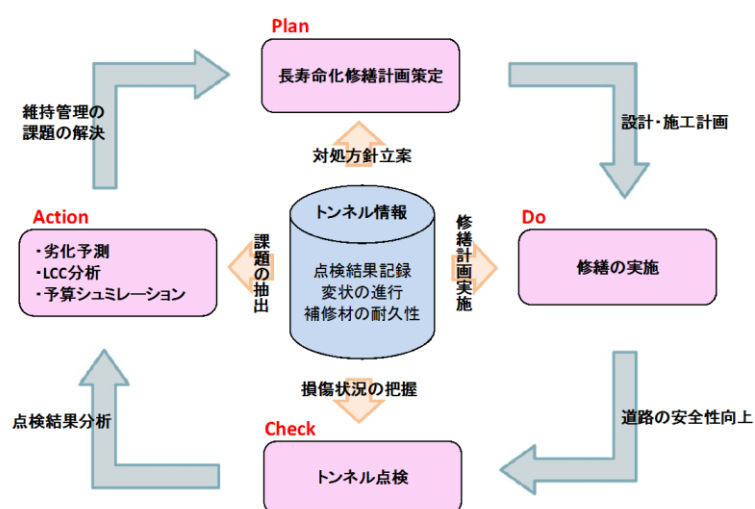 Plan
長寿命化修繕計画策定
維持管理の
課題の解決
設計・施工計画
対処方針立案
Action
・劣化予測
・LCC分析
・予算シュミレーション
課題の抽出
トンネル情報
点検結果記録
変状の進行
補修材の耐久性
修繕計画実施
Do
修繕の実施
損傷状況の把握
点検結果分析
道路の安全性向上
Check
トンネル点検